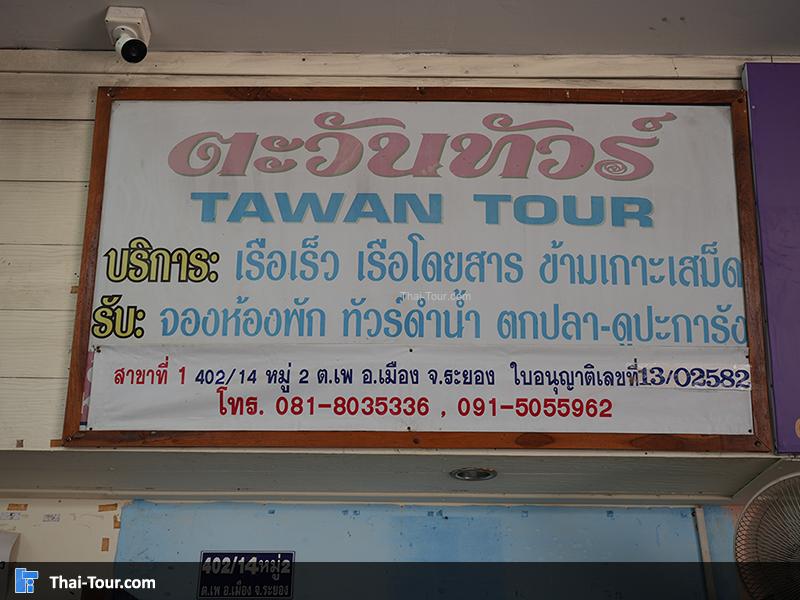 ตะวันทัวร์
TAWAN TOUR
บริการ: เรือเร็ว เรือโดยสาร ข้ามเกาะเสม็ด
รับ: จองห้องพัก ทัวร์ดำน้ำ ตกปลา-ดูปะการัง
สาขาที่ 1 402/14 หมู่ 2 ต.เพ อ.เมือง จ.ระยอง ใบอนุญาติเลขที่13/02582
โทร. 081-8035336 , 091-5055962
Thai-Tour.com
402/14หมู่2
ต.เพ อ.เมือง จ.ระยอง
Thai-Tour.com